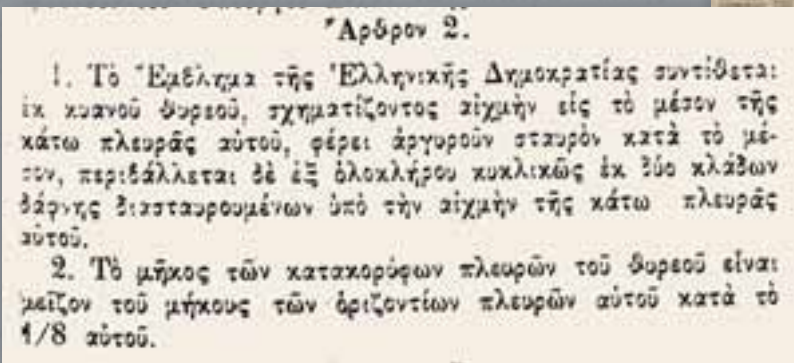 Ἄρθρον 2.
1. Τὸ Ἔμβλημα τῆς Ἑλληνικῆς Δημοκρατίας συντίθεται
ἐκ κυανοῦ θυρεοῦ, σχηματίζοντος αἰχμὴν εἰς τὸ μέσον τῆς
κάτω πλευρᾶς αὐτοῦ, φέρει ἀργυροῦν σταυρὸν κατὰ τὸ μέ-
σον, περιβάλλεται δὲ ἐξ ὁλοκλήρου κυκλικῶς ἐκ δύο κλάδων
δάφνης διασταυρουμένων ὑπὸ τὴν αἰχμὴν τῆς κάτω πλευρᾶς
αὐτοῦ.
2. Τὸ μῆκος τῶν κατακορύφων πλευρῶν τοῦ θυρεοῦ εἶναι
μεῖζον τοῦ μήκους τῶν ὁριζοντίων πλευρῶν αὐτοῦ κατὰ τὸ
1/8 αὐτοῦ.